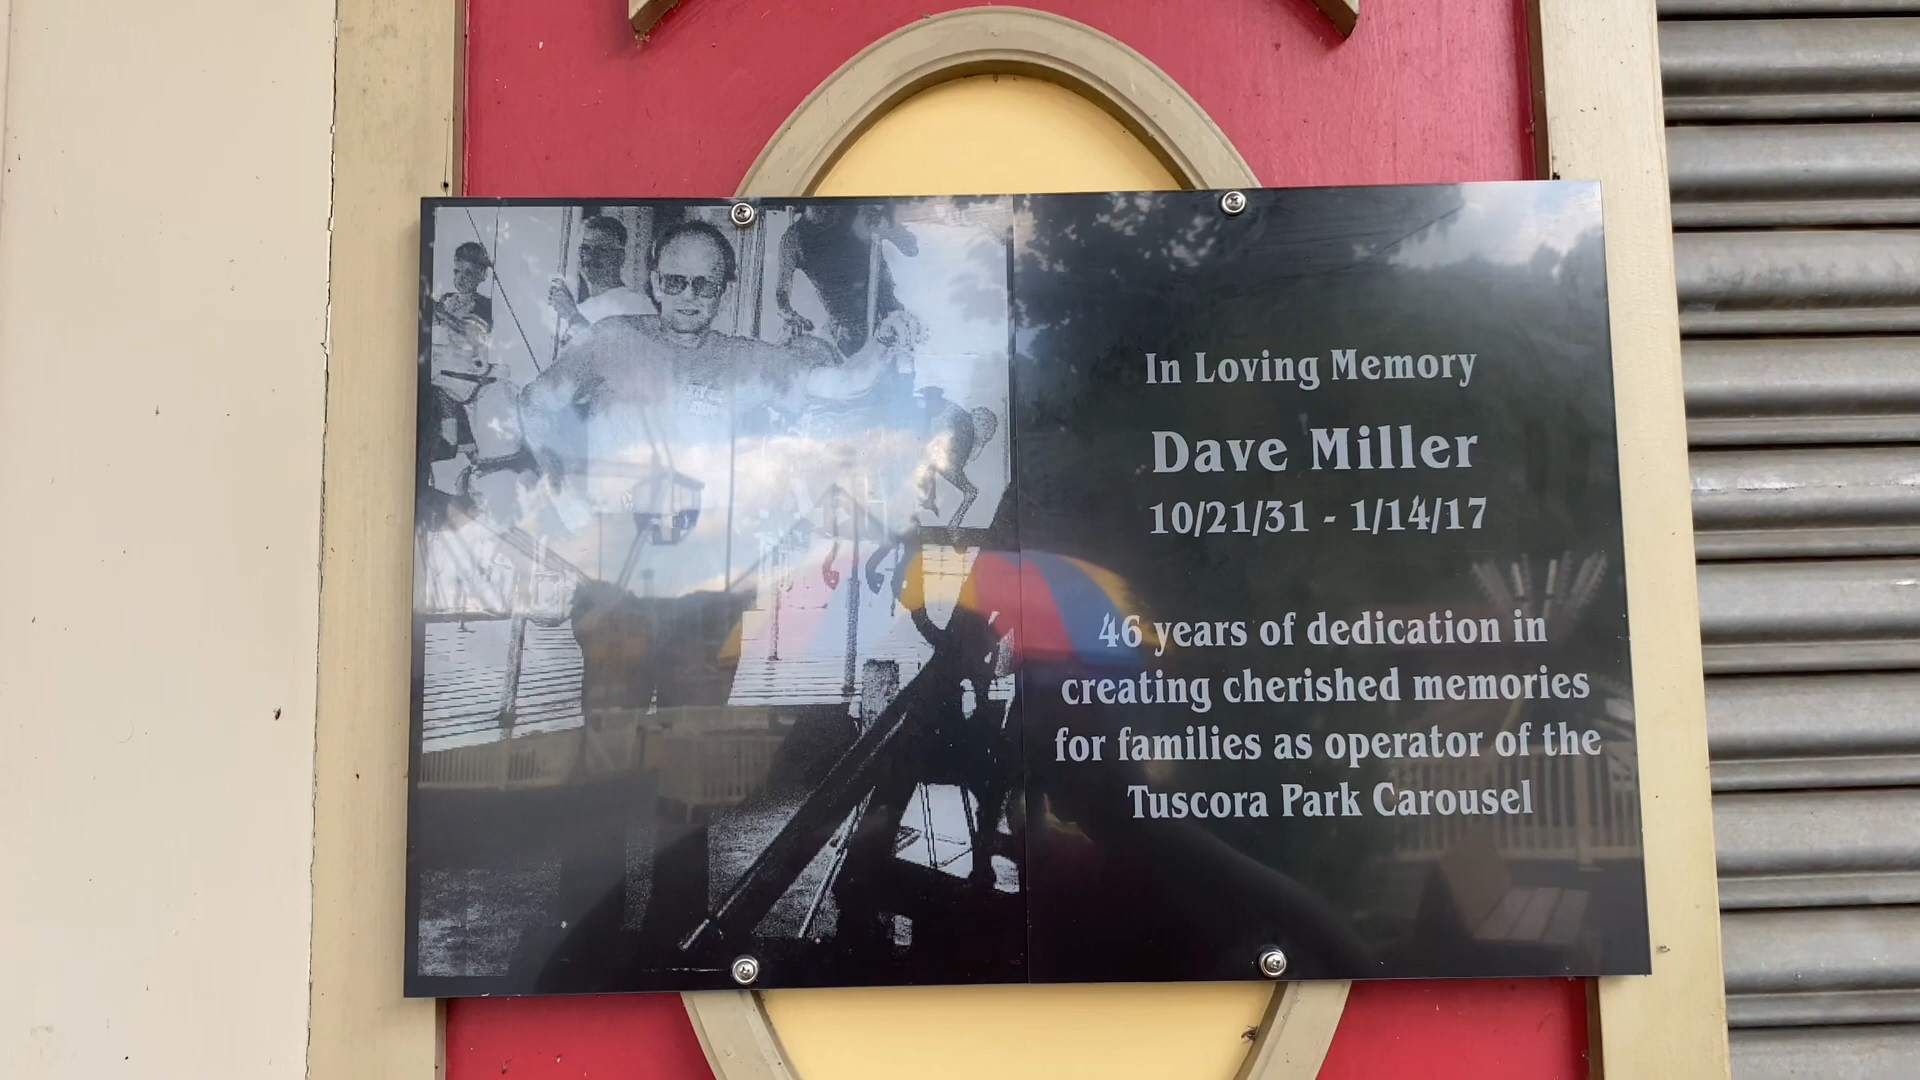 In Loving Memory
Dave Miller
10/21/31 - 1/14/17
46 years of dedication in
creating cherished memories
for families as operator of the
Tuscora Park Carousel